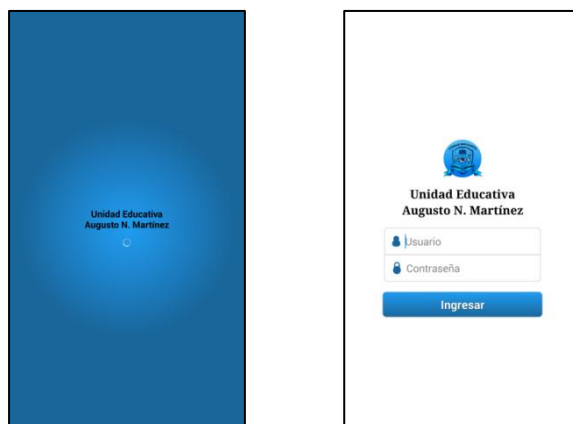 Unidad Educativa
Augusto N. Martínez
Unidad Educativa
Augusto N. Martínez
Usuario
Contraseña
Ingresar